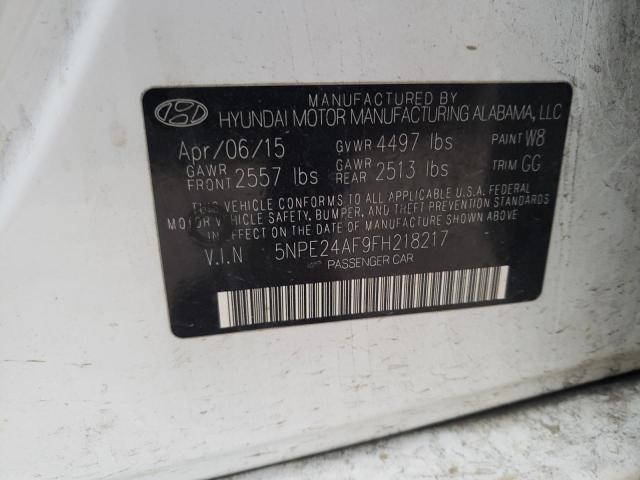 MANUFACTURED BY
HYUNDAI MOTOR MANUFACTURING ALABAMA, LLC
Apr/06/15 GVWR 4497 lbs PAINT W8
GAWR FRONT 2557 lbs GAWR REAR 2513 lbs TRIM GG
THIS VEHICLE CONFORMS TO ALL APPLICABLE U.S.A. FEDERAL
MOTOR VEHICLE SAFETY, BUMPER, AND THEFT PREVENTION STANDARDS
IN EFFECT ON THE DATE OF MANUFACTURE SHOWN ABOVE
V.I.N 5NPE24AF9FH218217
PASSENGER CAR